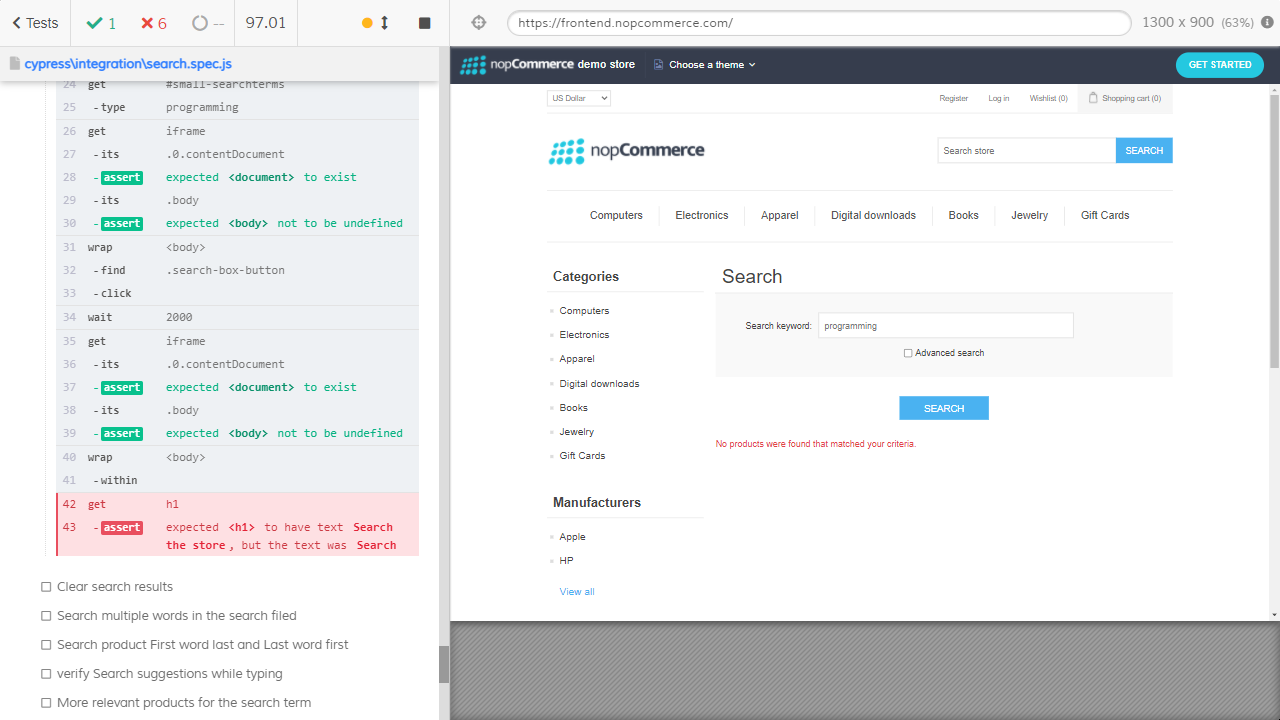 Tests 1 6 -- 97.01
https://frontend.nopcommerce.com/ 1300 x 900 (63%)
cypress\integration\search.spec.js
24 get #small-searchterms
25 -type programming
26 get iframe
27 -its .0.contentDocument
28 -assert expected <document> to exist
29 -its .body
30 -assert expected <body> not to be undefined
31 wrap <body>
32 -find .search-box-button
33 -click
34 wait 2000
35 get iframe
36 -its .0.contentDocument
37 -assert expected <document> to exist
38 -its .body
39 -assert expected <body> not to be undefined
40 wrap <body>
41 -within
42 get h1
43 -assert expected <h1> to have text Search
the store, but the text was Search
Clear search results
Search multiple words in the search filed
Search product First word last and Last word first
verify Search suggestions while typing
More relevant products for the search term
nopCommerce demo store Choose a theme GET STARTED
US Dollar Register Log in Wishlist (0) Shopping cart (0)
nopCommerce Search store SEARCH
Computers Electronics Apparel Digital downloads Books Jewelry Gift Cards
Categories
Computers
Electronics
Apparel
Digital downloads
Books
Jewelry
Gift Cards
Manufacturers
Apple
HP
View all
Search
Search keyword: programming
Advanced search
SEARCH
No products were found that matched your criteria.